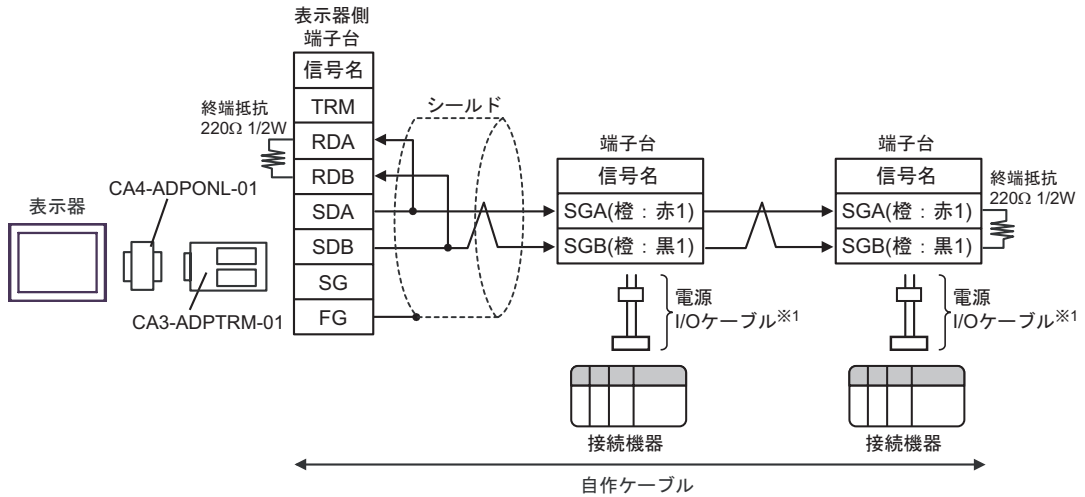 表示器側
端子台
信号名
TRM
RDA
RDB
SDA
SDB
SG
FG
終端抵抗
220Ω 1/2W
シールド
表示器
CA4-ADPONL-01
CA3-ADPTRM-01
端子台
信号名
SGA(橙：赤1)
SGB(橙：黒1)
端子台
信号名
SGA(橙：赤1)
SGB(橙：黒1)
終端抵抗
220Ω 1/2W
電源
I/Oケーブル※1
電源
I/Oケーブル※1
接続機器
接続機器
自作ケーブル